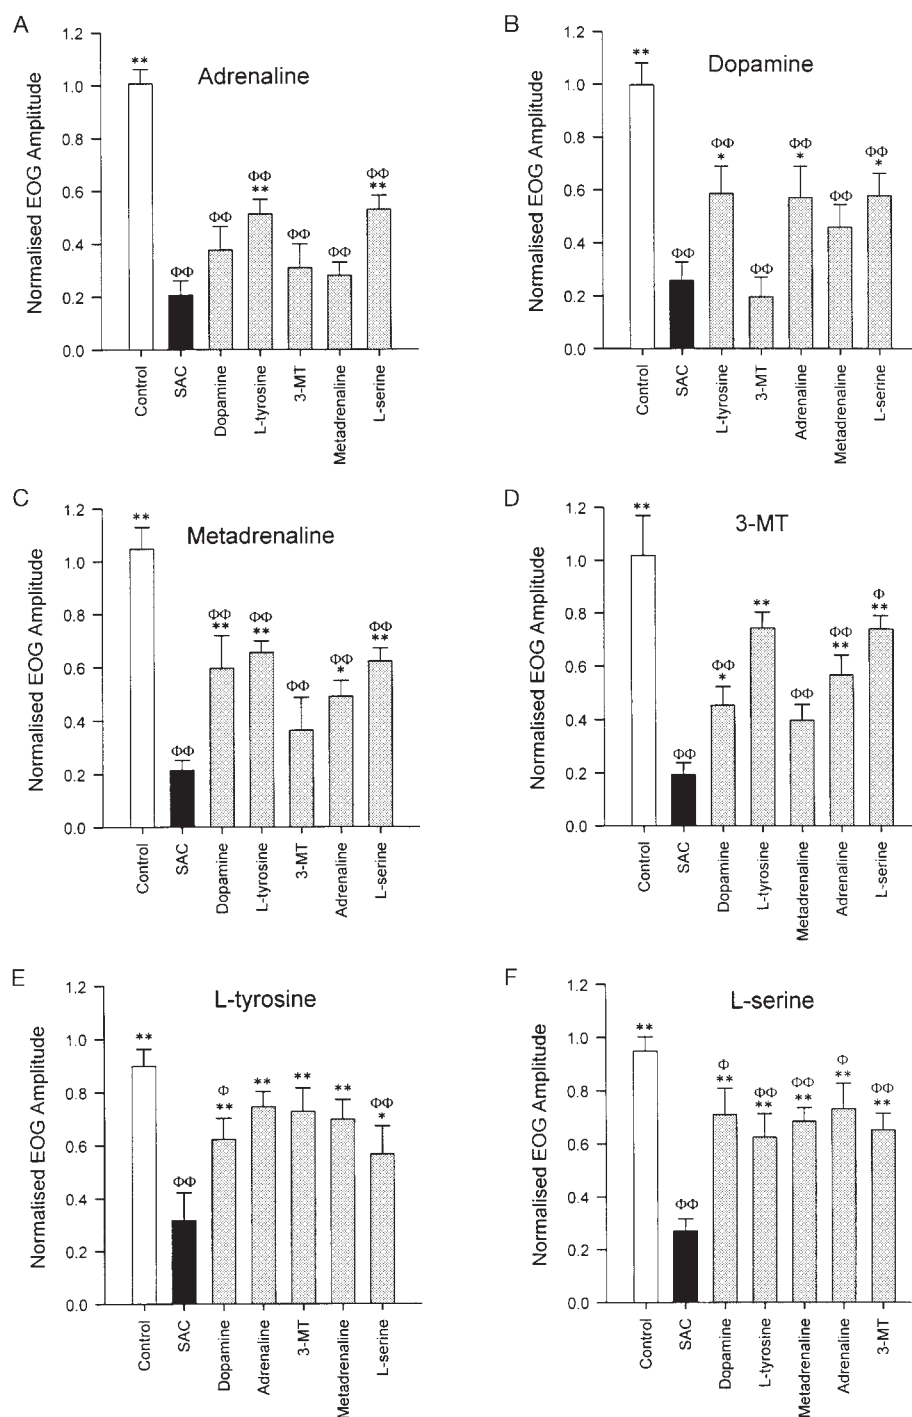 A
Adrenaline
Normalised EOG Amplitude
1.2
1.0
0.8
0.6
0.4
0.2
0.0
**
ΦΦ
ΦΦ
ΦΦ
**
ΦΦ
ΦΦ
ΦΦ
**
Control
SAC
Dopamine
L-tyrosine
3-MT
Metadrenaline
L-serine
B
Dopamine
Normalised EOG Amplitude
1.2
1.0
0.8
0.6
0.4
0.2
0.0
**
ΦΦ
ΦΦ
*
ΦΦ
ΦΦ
*
ΦΦ
ΦΦ
*
Control
SAC
L-tyrosine
3-MT
Adrenaline
Metadrenaline
L-serine
C
Metadrenaline
Normalised EOG Amplitude
1.2
1.0
0.8
0.6
0.4
0.2
0.0
**
ΦΦ
ΦΦ
**
ΦΦ
**
ΦΦ
ΦΦ
*
ΦΦ
**
Control
SAC
Dopamine
L-tyrosine
3-MT
Adrenaline
L-serine
D
3-MT
Normalised EOG Amplitude
1.2
1.0
0.8
0.6
0.4
0.2
0.0
**
ΦΦ
ΦΦ
*
**
ΦΦ
ΦΦ
**
Φ
**
Control
SAC
Dopamine
L-tyrosine
Metadrenaline
Adrenaline
L-serine
E
L-tyrosine
Normalised EOG Amplitude
1.2
1.0
0.8
0.6
0.4
0.2
0.0
**
ΦΦ
Φ
**
**
**
**
ΦΦ
*
Control
SAC
Dopamine
Adrenaline
3-MT
Metadrenaline
L-serine
F
L-serine
Normalised EOG Amplitude
1.2
1.0
0.8
0.6
0.4
0.2
0.0
**
ΦΦ
Φ
**
ΦΦ
**
ΦΦ
**
Φ
**
ΦΦ
**
Control
SAC
Dopamine
L-tyrosine
Metadrenaline
Adrenaline
3-MT